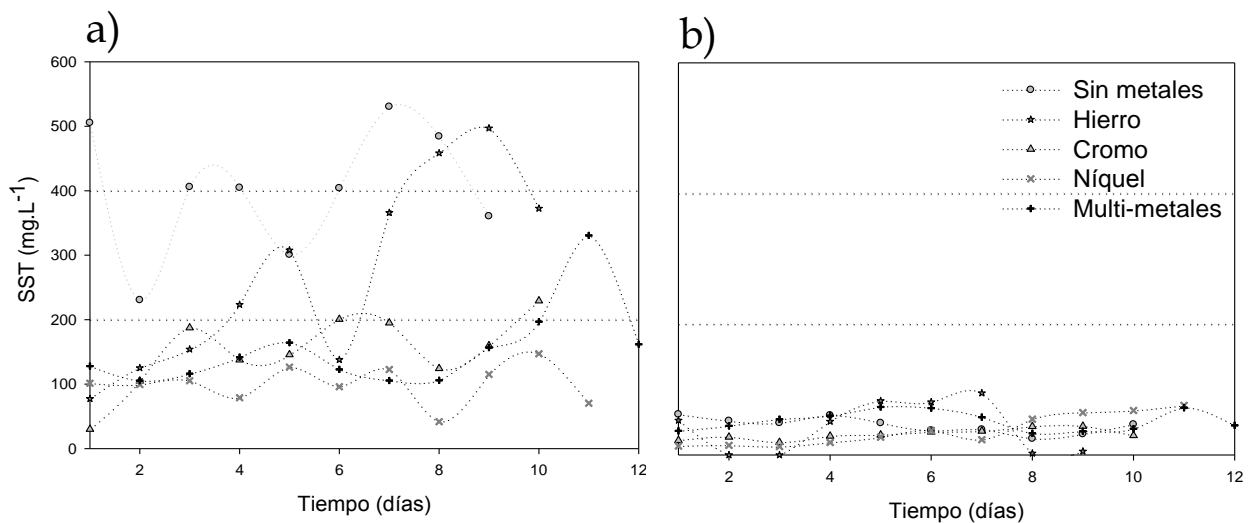 a)
600
500
400
300
200
100
0
SST (mg.L-1)
2 4 6 8 10 12
Tiempo (días)
b)
Sin metales
Hierro
Cromo
Níquel
Multi-metales
2 4 6 8 10 12
Tiempo (días)